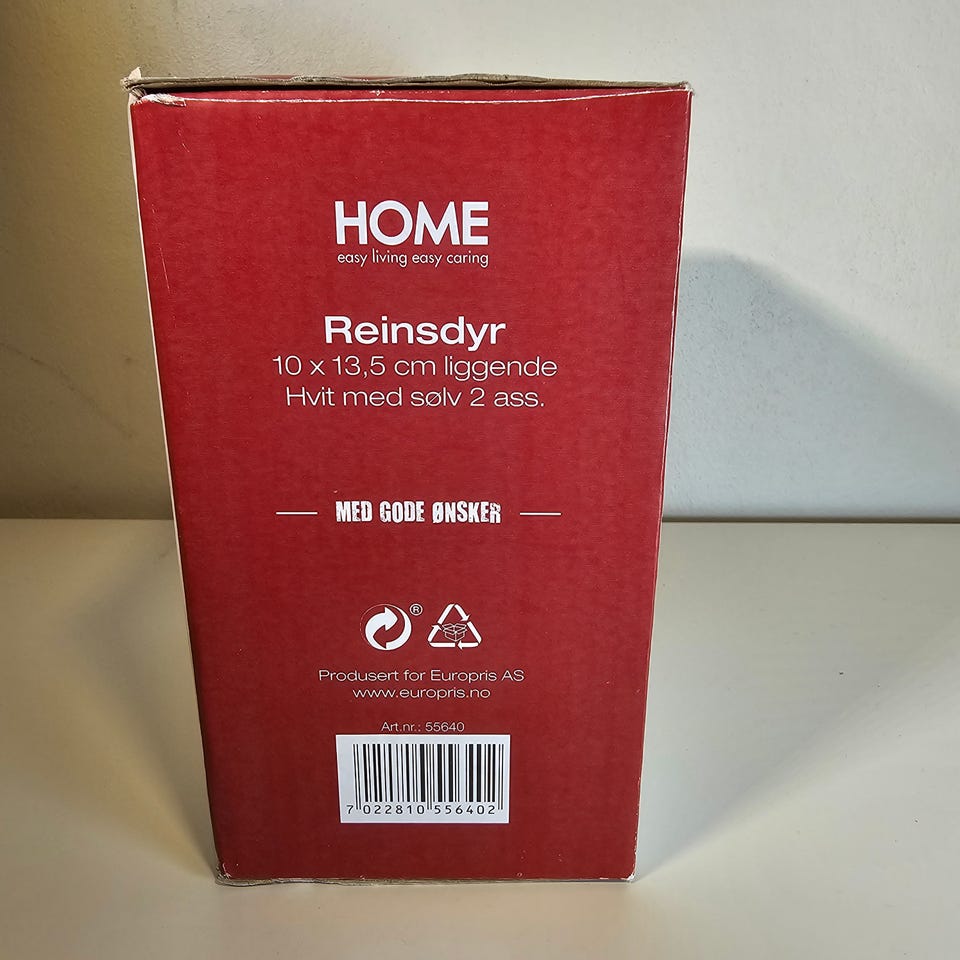 HOME
easy living easy caring
Reinsdyr
10 x 13,5 cm liggende
Hvit med sølv 2 ass.
MED GODE ØNSKER
®
Produsert for Europris AS
www.europris.no
Art.nr.: 55640
7 022810 556402